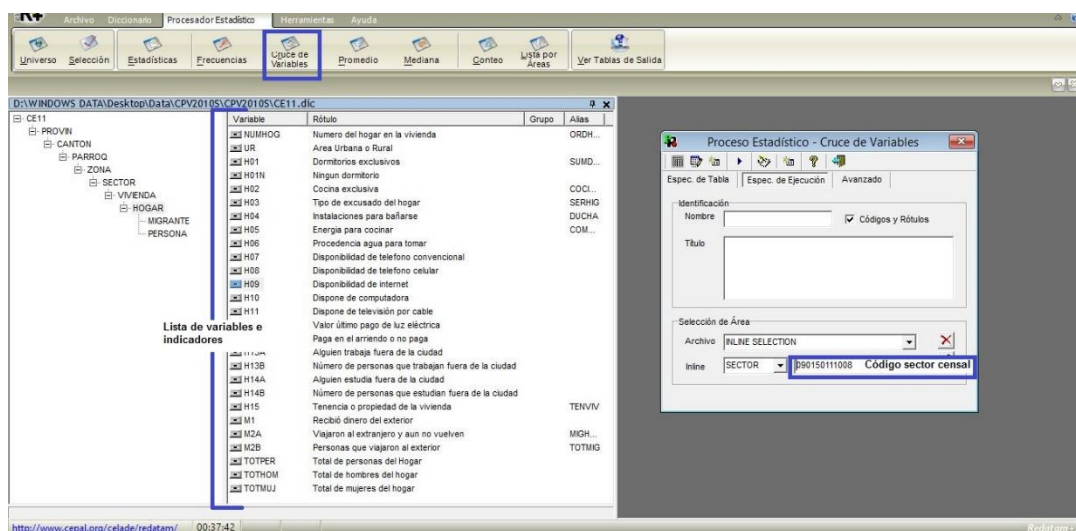 R+ Archivo Diccionario Procesador Estadístico Herramientas Ayuda
Universo Selección Estadísticas Frecuencias Cruce de Variables Promedio Mediana Conteo Lista por Áreas Ver Tablas de Salida
D:\WINDOWS DATA\Desktop\Data\CPV2010S\CPV2010S\CE11.dic
CE11
PROVIN
CANTON
PARROQ
ZONA
SECTOR
VIVIENDA
HOGAR
MIGRANTE
PERSONA
Variable Rótulo Grupo Alias
NUMHOG Numero del hogar en la vivienda ORDH...
UR Area Urbana o Rural
H01 Dormitorios exclusivos SUMD...
H01N Ningun dormitorio
H02 Cocina exclusiva COCI...
H03 Tipo de excusado del hogar SERHIG
H04 Instalaciones para bañarse DUCHA
H05 Energia para cocinar COM...
H06 Procedencia agua para tomar
H07 Disponibilidad de telefono convencional
H08 Disponibilidad de telefono celular
H09 Disponibilidad de internet
H10 Dispone de computadora
H11 Dispone de televisión por cable
Valor último pago de luz eléctrica
Paga en el arriendo o no paga
H13A Alguien trabaja fuera de la ciudad
H13B Número de personas que trabajan fuera de la ciudad
H14A Alguien estudia fuera de la ciudad
H14B Número de personas que estudian fuera de la ciudad
H15 Tenencia o propiedad de la vivienda TENVIV
M1 Recibió dinero del exterior
M2A Viajaron al extranjero y aun no vuelven MIGH...
M2B Personas que viajaron al exterior TOTMIG
TOTPER Total de personas del Hogar
TOTHOM Total de hombres del hogar
TOTMUJ Total de mujeres del hogar
Lista de variables e
indicadores
Proceso Estadístico - Cruce de Variables
Espec. de Tabla Espec. de Ejecución Avanzado
Identificación
Nombre Códigos y Rótulos
Título
Selección de Área
Archivo INLINE SELECTION
Inline SECTOR 090150111008 Código sector censal
http://www.cepal.org/celade/redatam/ 00:37:42 Redatam+